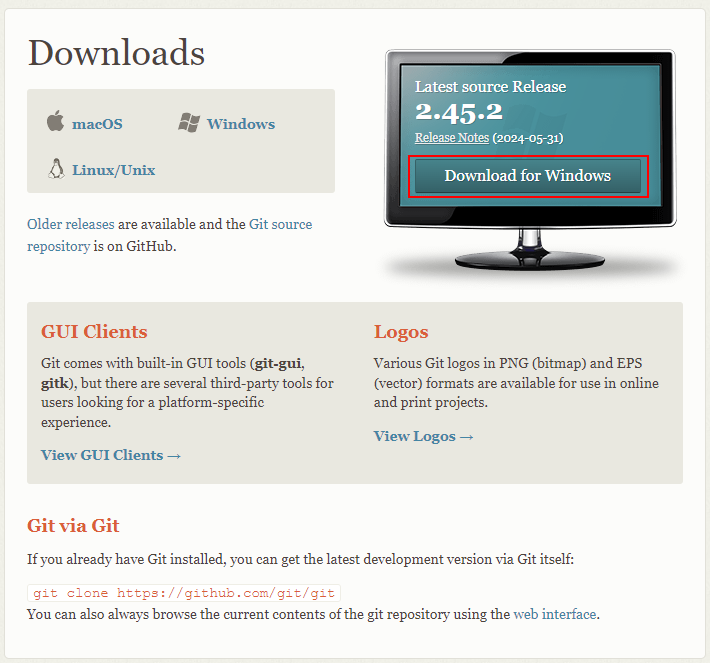 Downloads
macOS
Windows
Linux/Unix
Older releases are available and the Git source
repository is on GitHub.
Latest source Release
2.45.2
Release Notes (2024-05-31)
Download for Windows
GUI Clients
Git comes with built-in GUI tools (git-gui,
gitk), but there are several third-party tools for
users looking for a platform-specific
experience.
View GUI Clients →
Logos
Various Git logos in PNG (bitmap) and EPS
(vector) formats are available for use in online
and print projects.
View Logos →
Git via Git
If you already have Git installed, you can get the latest development version via Git itself:
git clone https://github.com/git/git
You can also always browse the current contents of the git repository using the web interface.